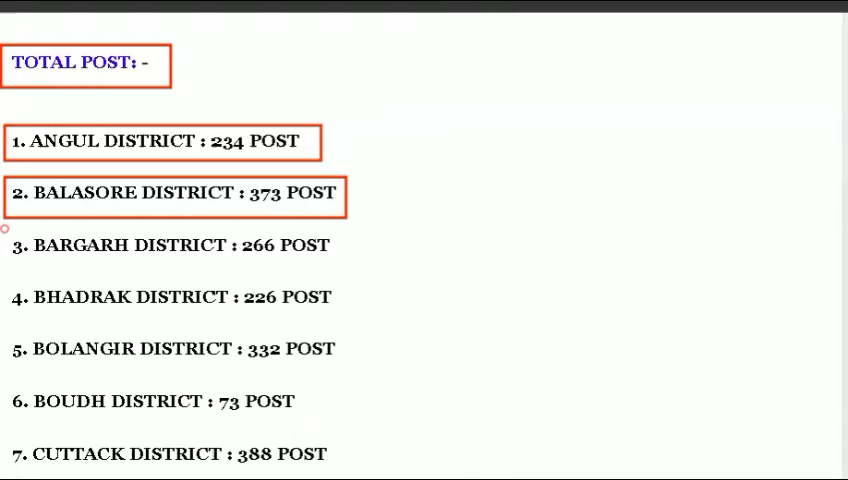 TOTAL POST: -
1. ANGUL DISTRICT : 234 POST
2. BALASORE DISTRICT : 373 POST
3. BARGARH DISTRICT : 266 POST
4. BHADRAK DISTRICT : 226 POST
5. BOLANGIR DISTRICT : 332 POST
6. BOUDH DISTRICT : 73 POST
7. CUTTACK DISTRICT : 388 POST